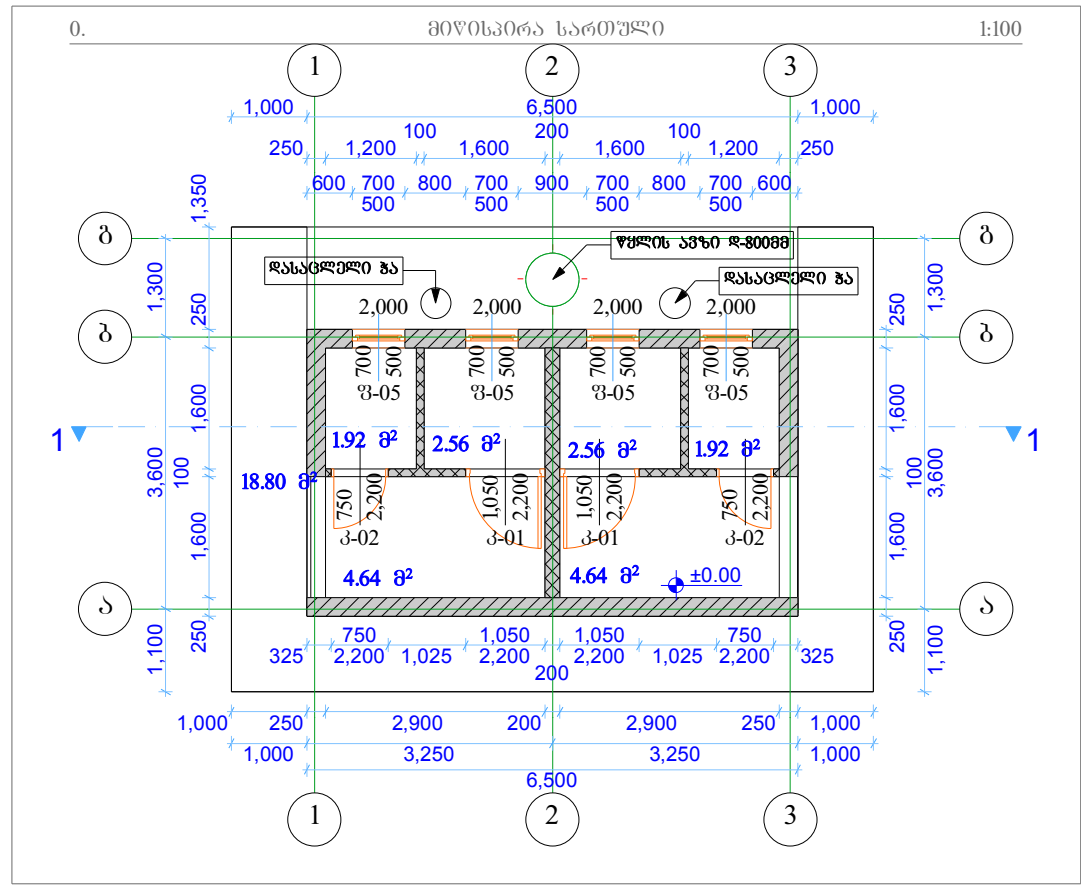 0. მიწისპირა სართული 1:100
1 2 3
1,000 6,500 1,000
100 200 100
250 1,200 1,600 1,600 1,200 250
600 700 800 700 900 700 800 700 600
500 500 500 500
1,350
გ გ
წყლის ავზი დ-800მმ
დასაცლელი ჭა
დასაცლელი ჭა
1,300 250 250 1,300
2,000 2,000 2,000 2,000
ბ ბ
700 500 700 500 700 500 700 500
ფ-05 ფ-05 ფ-05 ფ-05
1,600 1,600
1 1
1.92 მ² 2.56 მ² 2.56 მ² 1.92 მ²
3,600 100 100 3,600
18.80 მ²
750 2,200 1,050 2,200 1,050 2,200 750 2,200
კ-02 კ-01 კ-01 კ-02
1,600 1,600
4.64 მ² 4.64 მ² ±0.00
ა ა
1,100 250 250 1,100
750 1,050 1,050 750
325 2,200 1,025 2,200 2,200 1,025 2,200 325
200
1,000 250 2,900 200 2,900 250 1,000
1,000 3,250 3,250 1,000
6,500
1 2 3